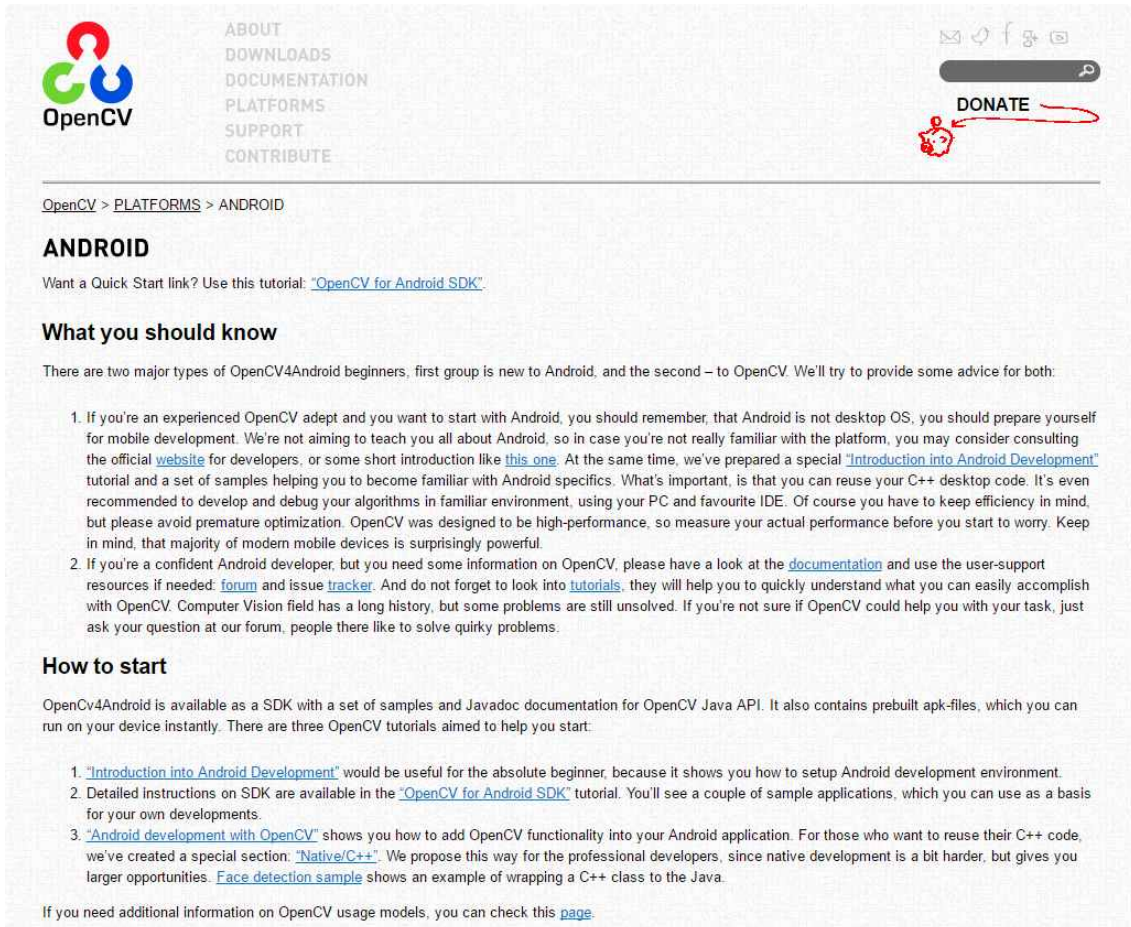 OpenCV
ABOUT
DOWNLOADS
DOCUMENTATION
PLATFORMS
SUPPORT
CONTRIBUTE
DONATE
OpenCV > PLATFORMS > ANDROID
ANDROID
Want a Quick Start link? Use this tutorial: “OpenCV for Android SDK”.
What you should know
There are two major types of OpenCV4Android beginners, first group is new to Android, and the second – to OpenCV. We’ll try to provide some advice for both:
1. If you’re an experienced OpenCV adept and you want to start with Android, you should remember, that Android is not desktop OS, you should prepare yourself
for mobile development. We’re not aiming to teach you all about Android, so in case you’re not really familiar with the platform, you may consider consulting
the official website for developers, or some short introduction like this one. At the same time, we’ve prepared a special “Introduction into Android Development”
tutorial and a set of samples helping you to become familiar with Android specifics. What’s important, is that you can reuse your C++ desktop code. It’s even
recommended to develop and debug your algorithms in familiar environment, using your PC and favourite IDE. Of course you have to keep efficiency in mind,
but please avoid premature optimization. OpenCV was designed to be high-performance, so measure your actual performance before you start to worry. Keep
in mind, that majority of modern mobile devices is surprisingly powerful.
2. If you’re a confident Android developer, but you need some information on OpenCV, please have a look at the documentation and use the user-support
resources if needed: forum and issue tracker. And do not forget to look into tutorials, they will help you to quickly understand what you can easily accomplish
with OpenCV. Computer Vision field has a long history, but some problems are still unsolved. If you’re not sure if OpenCV could help you with your task, just
ask your question at our forum, people there like to solve quirky problems.
How to start
OpenCv4Android is available as a SDK with a set of samples and Javadoc documentation for OpenCV Java API. It also contains prebuilt apk-files, which you can
run on your device instantly. There are three OpenCV tutorials aimed to help you start:
1. “Introduction into Android Development” would be useful for the absolute beginner, because it shows you how to setup Android development environment.
2. Detailed instructions on SDK are available in the “OpenCV for Android SDK” tutorial. You’ll see a couple of sample applications, which you can use as a basis
for your own developments.
3. “Android development with OpenCV” shows you how to add OpenCV functionality into your Android application. For those who want to reuse their C++ code,
we’ve created a special section: “Native/C++”. We propose this way for the professional developers, since native development is a bit harder, but gives you
larger opportunities. Face detection sample shows an example of wrapping a C++ class to the Java.
If you need additional information on OpenCV usage models, you can check this page.